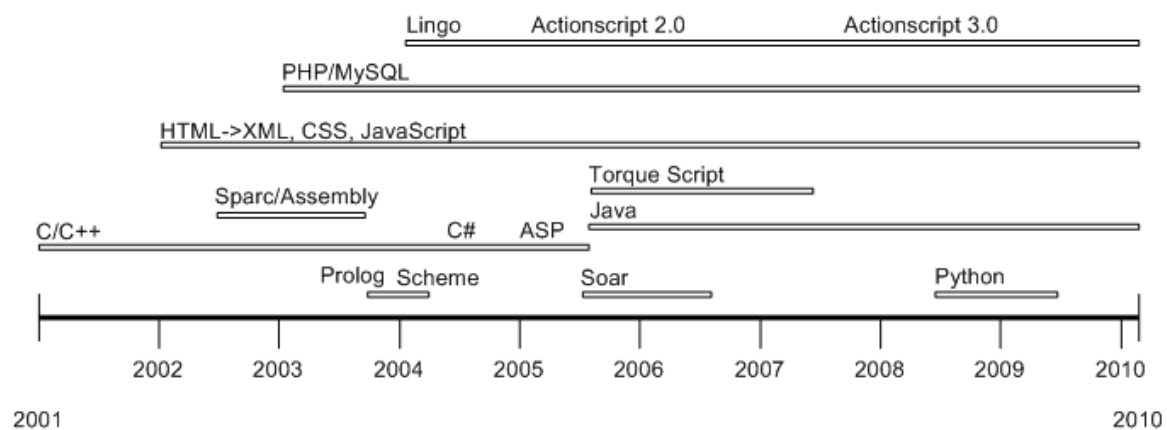 Lingo Actionscript 2.0 Actionscript 3.0
PHP/MySQL
HTML->XML, CSS, JavaScript
Torque Script
Sparc/Assembly
Java
C/C++ C# ASP
Prolog Scheme Soar Python
2002 2003 2004 2005 2006 2007 2008 2009 2010
2001 2010